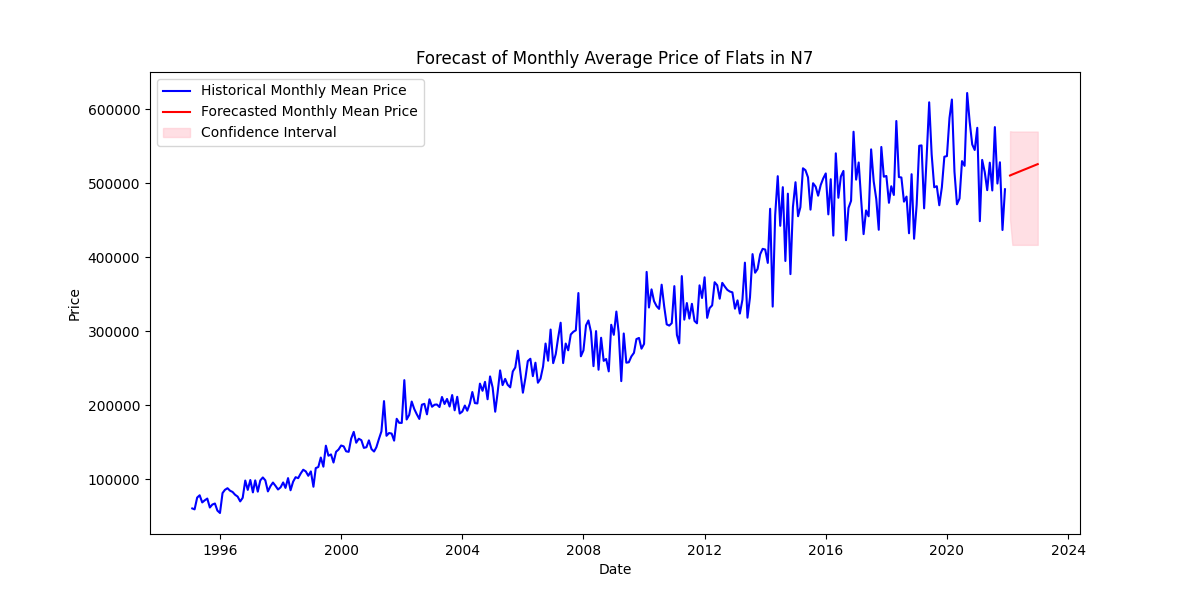 Forecast of Monthly Average Price of Flats in N7
Historical Monthly Mean Price
Forecasted Monthly Mean Price
Confidence Interval
600000
500000
400000
300000
200000
100000
Price
1996 2000 2004 2008 2012 2016 2020 2024
Date